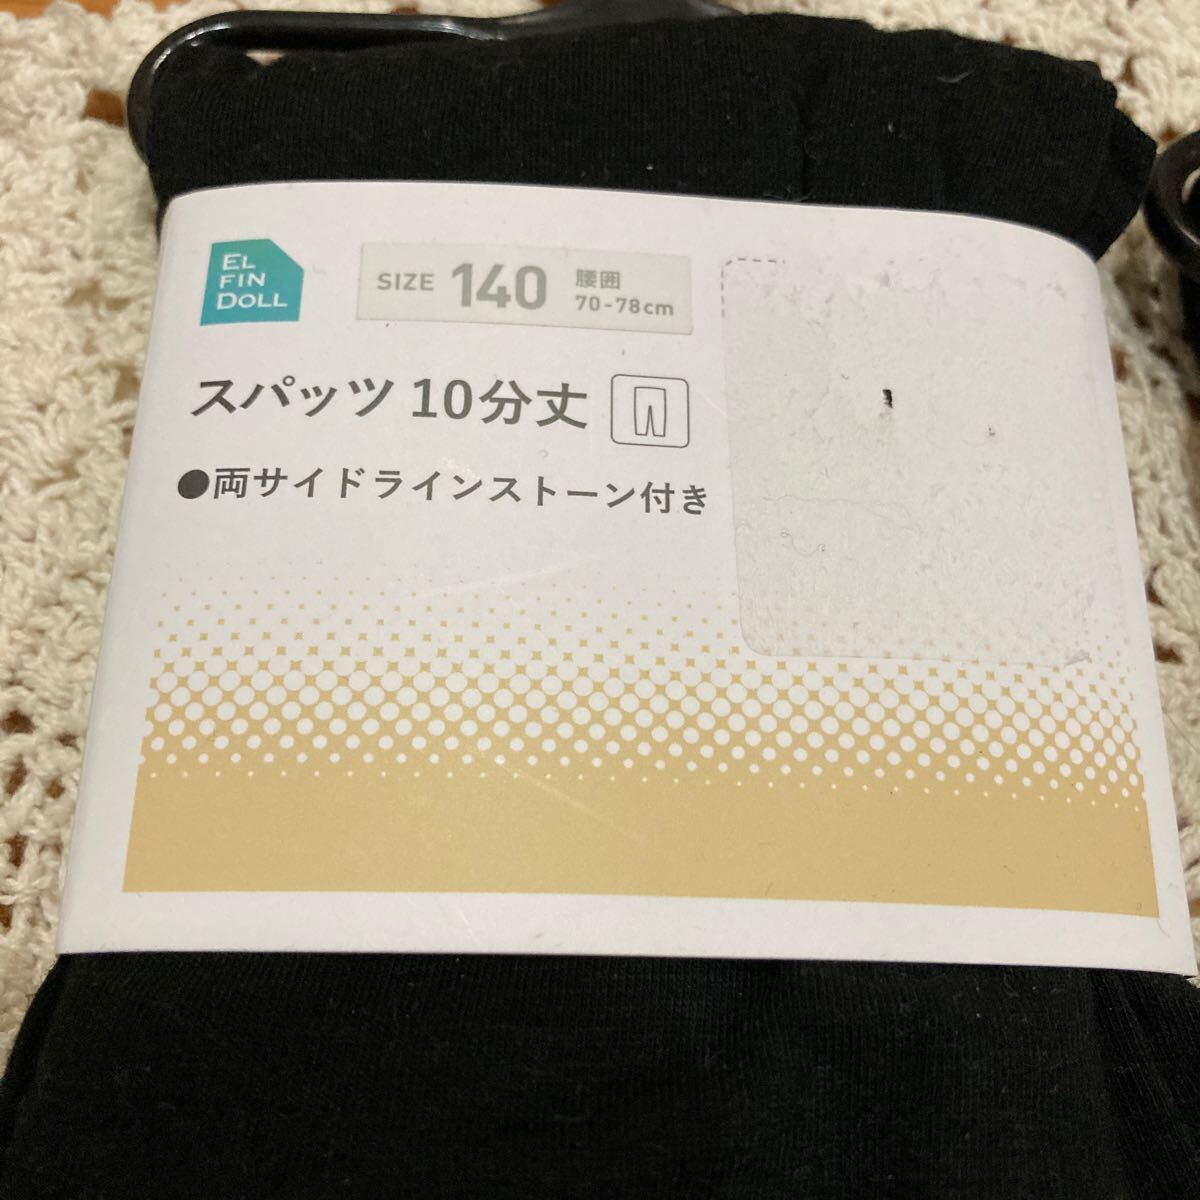 EL
FIN
DOLL
SIZE 140 腰囲
70-78cm
スパッツ 10分丈
●両サイドラインストーン付き